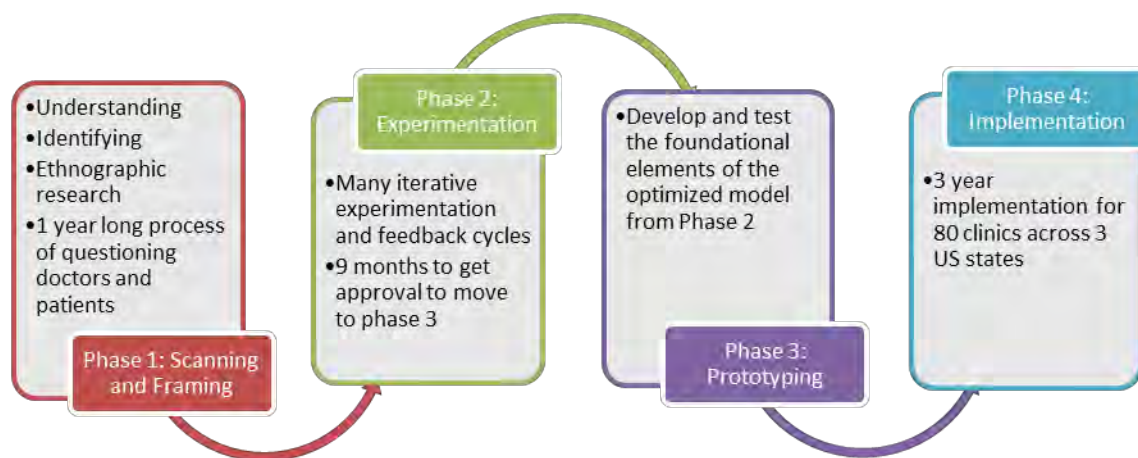 •Understanding
•Identifying
•Ethnographic
research
•1 year long process
of questioning
doctors and
patients
Phase 1: Scanning
and Framing
Phase 2:
Experimentation
•Many iterative
experimentation
and feedback cycles
•9 months to get
approval to move
to phase 3
•Develop and test
the foundational
elements of the
optimized model
from Phase 2
Phase 3:
Prototyping
Phase 4:
Implementation
•3 year
implementation for
80 clinics across 3
US states